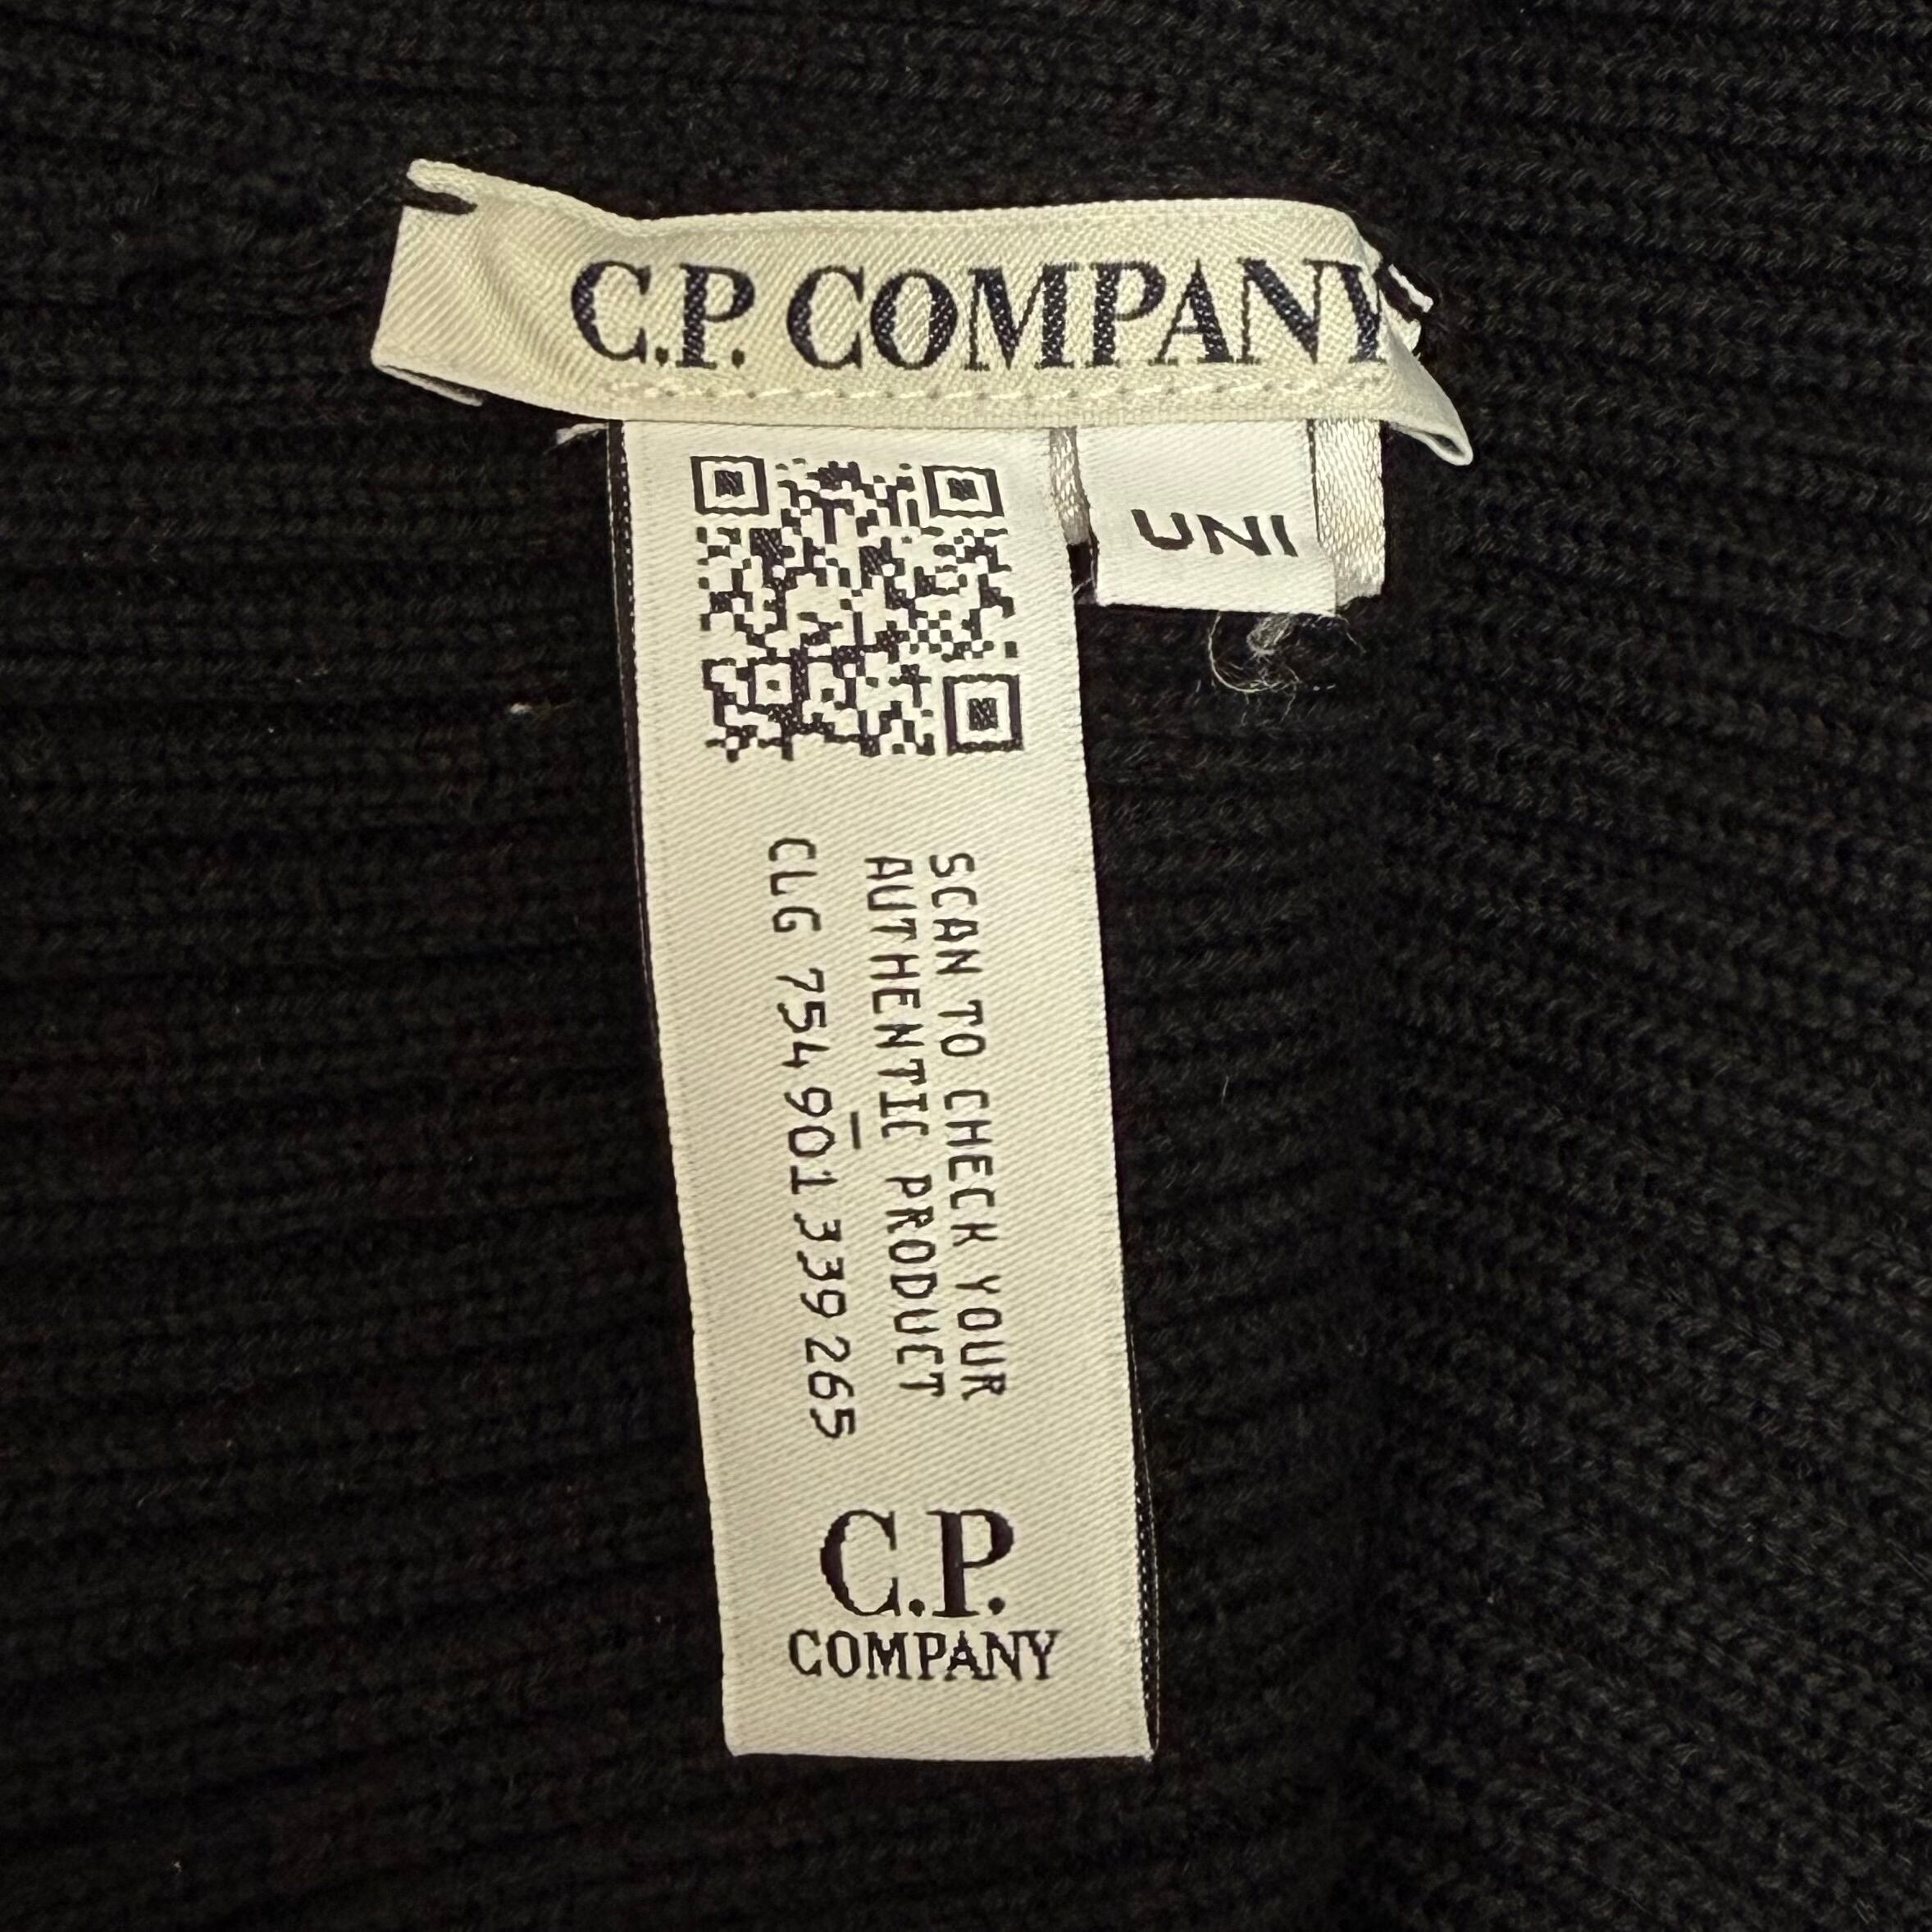 C.P. COMPANY
UNI
SCAN TO CHECK YOUR
AUTHENTIC PRODUCT
CLG 754 901 339 265
C.P.
COMPANY